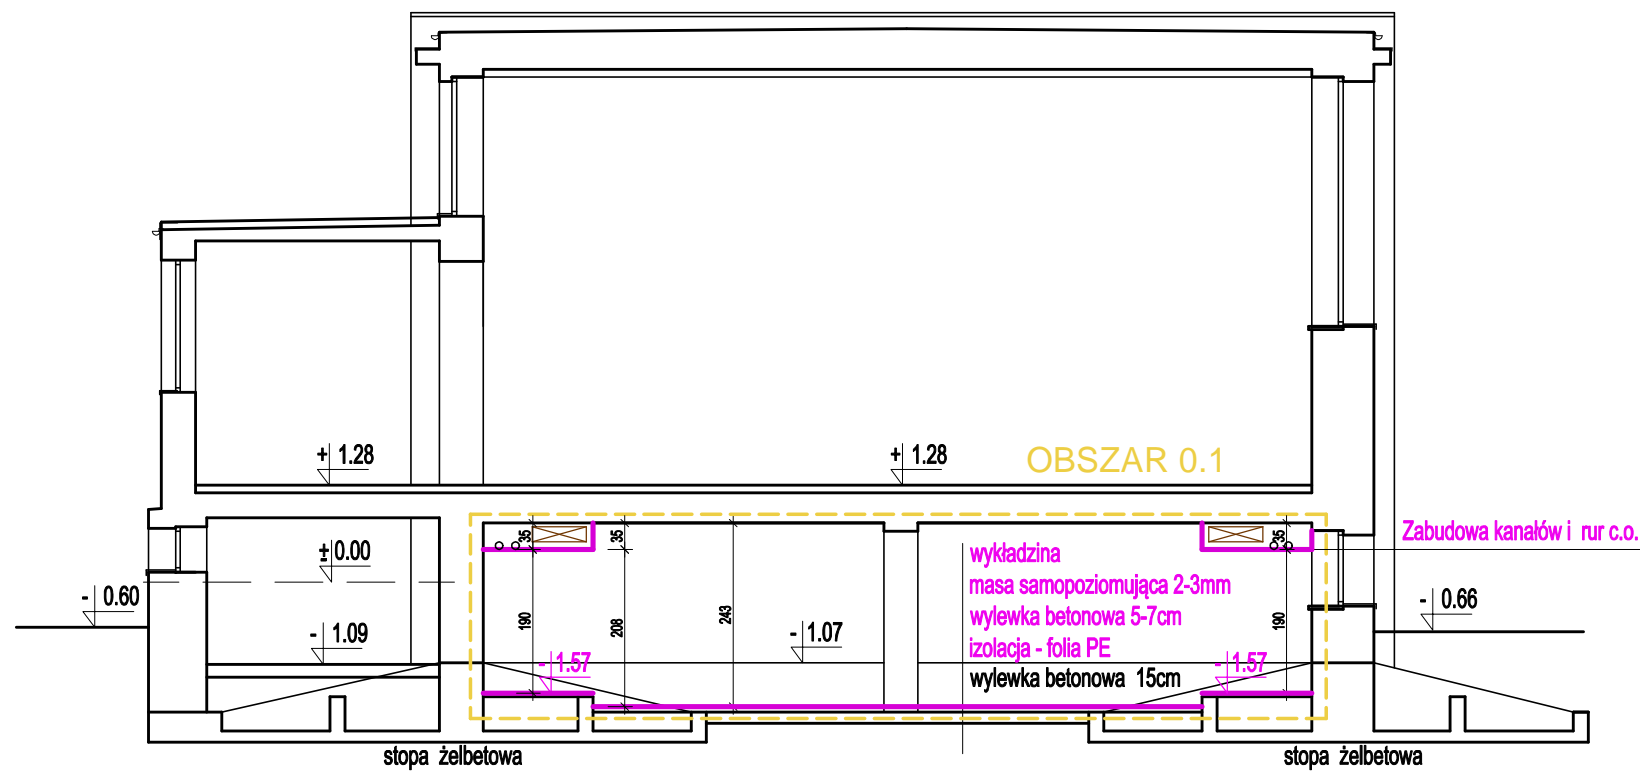 + 1.28
+ 1.28
OBSZAR 0.1
35
35
35
Zabudowa kanałów i rur c.o.
± 0.00
wykładzina
masa samopoziomująca 2-3mm
wylewka betonowa 5-7cm
izolacja - folia PE
wylewka betonowa 15cm
- 0.60
- 0.66
190
208
243
190
- 1.09
- 1.07
- 1.57
- 1.57
stopa żelbetowa
stopa żelbetowa